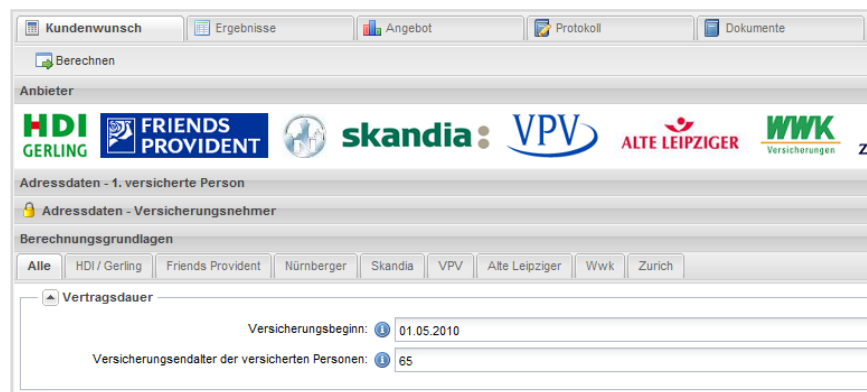 Kundenwunsch Ergebnisse Angebot Protokoll Dokumente
Berechnen
Anbieter
HDI GERLING FRIENDS PROVIDENT skandia: VPV ALTE LEIPZIGER WWK Versicherungen Z
Adressdaten - 1. versicherte Person
Adressdaten - Versicherungsnehmer
Berechnungsgrundlagen
Alle HDI / Gerling Friends Provident Nürnberger Skandia VPV Alte Leipziger Wwk Zurich
Vertragsdauer
Versicherungsbeginn: 01.05.2010
Versicherungsendalter der versicherten Personen: 65